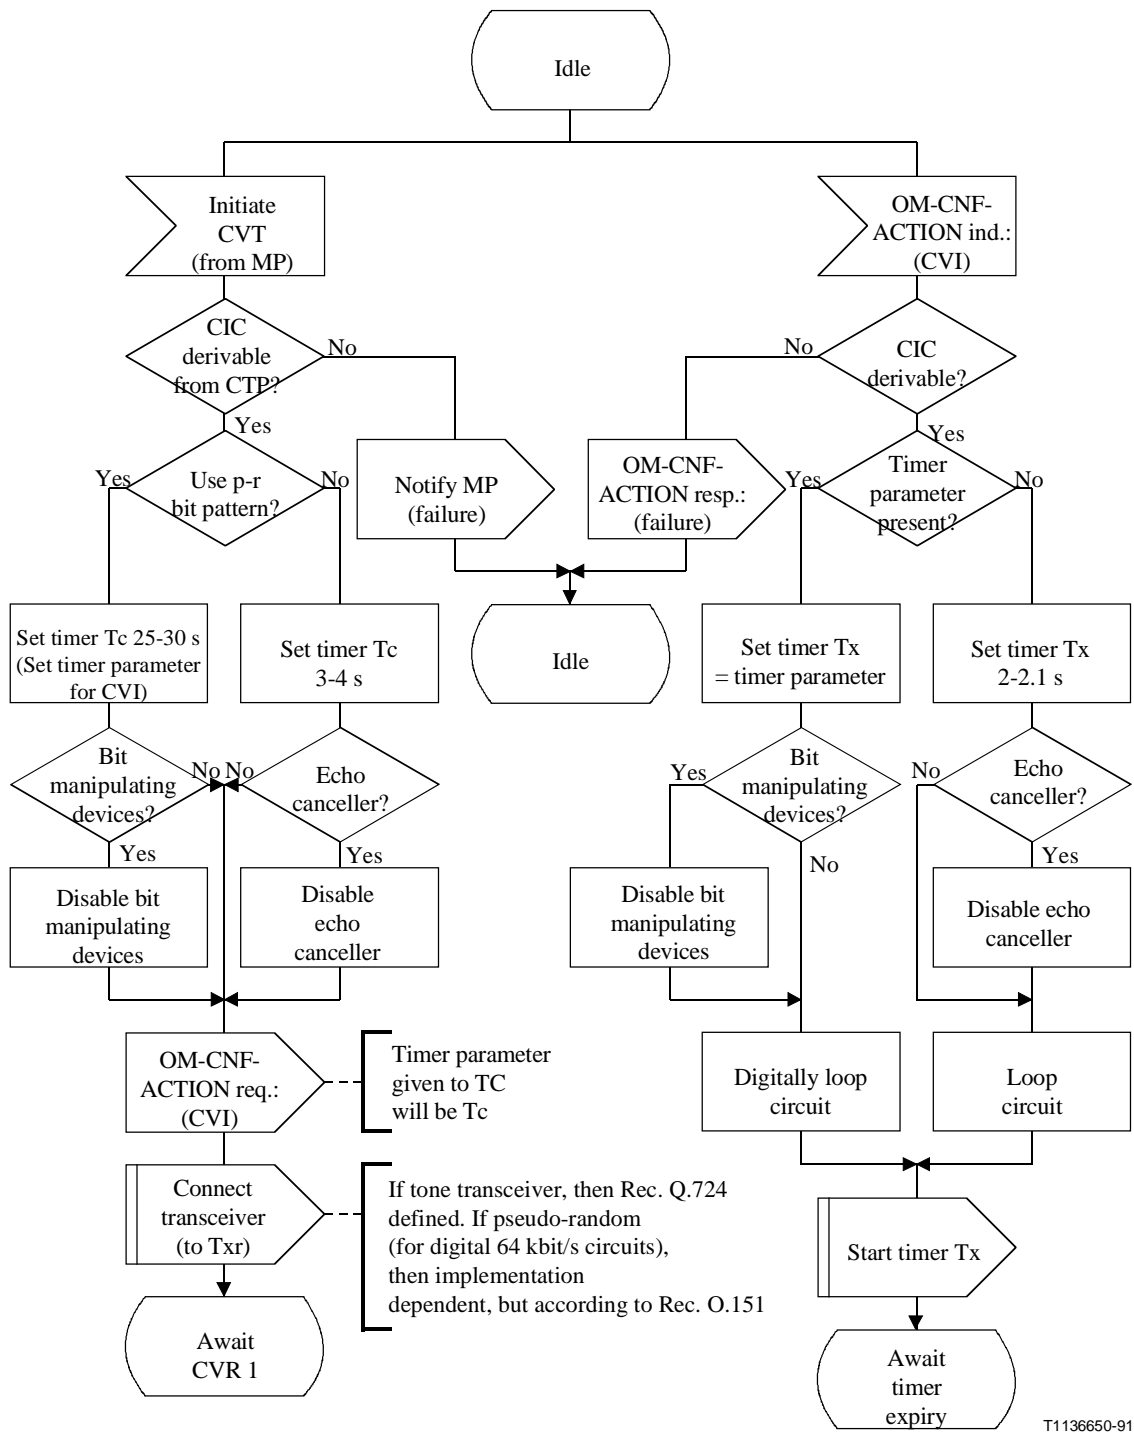 Idle
Initiate
CVT
(from MP)
OM-CNF-
ACTION ind.:
(CVI)
CIC
derivable
from CTP?
No
Yes
No
CIC
derivable?
Yes
Yes
Use p-r
bit pattern?
No
Notify MP
(failure)
OM-CNF-
ACTION resp.:
(failure)
Yes
Timer
parameter
present?
No
Set timer Tc 25-30 s
(Set timer parameter
for CVI)
Set timer Tc
3-4 s
Idle
Set timer Tx
= timer parameter
Set timer Tx
2-2.1 s
Bit
manipulating
devices?
No
No
Echo
canceller?
Yes
Bit
manipulating
devices?
No
Echo
canceller?
Yes
Yes
No
Yes
Disable bit
manipulating
devices
Disable
echo
canceller
Disable bit
manipulating
devices
Disable echo
canceller
OM-CNF-
ACTION req.:
(CVI)
Timer parameter
given to TC
will be Tc
Digitally loop
circuit
Loop
circuit
Connect
transceiver
(to Txr)
If tone transceiver, then Rec. Q.724
defined. If pseudo-random
(for digital 64 kbit/s circuits),
then implementation
dependent, but according to Rec. O.151
Start timer Tx
Await
CVR 1
Await
timer
expiry
T1136650-91